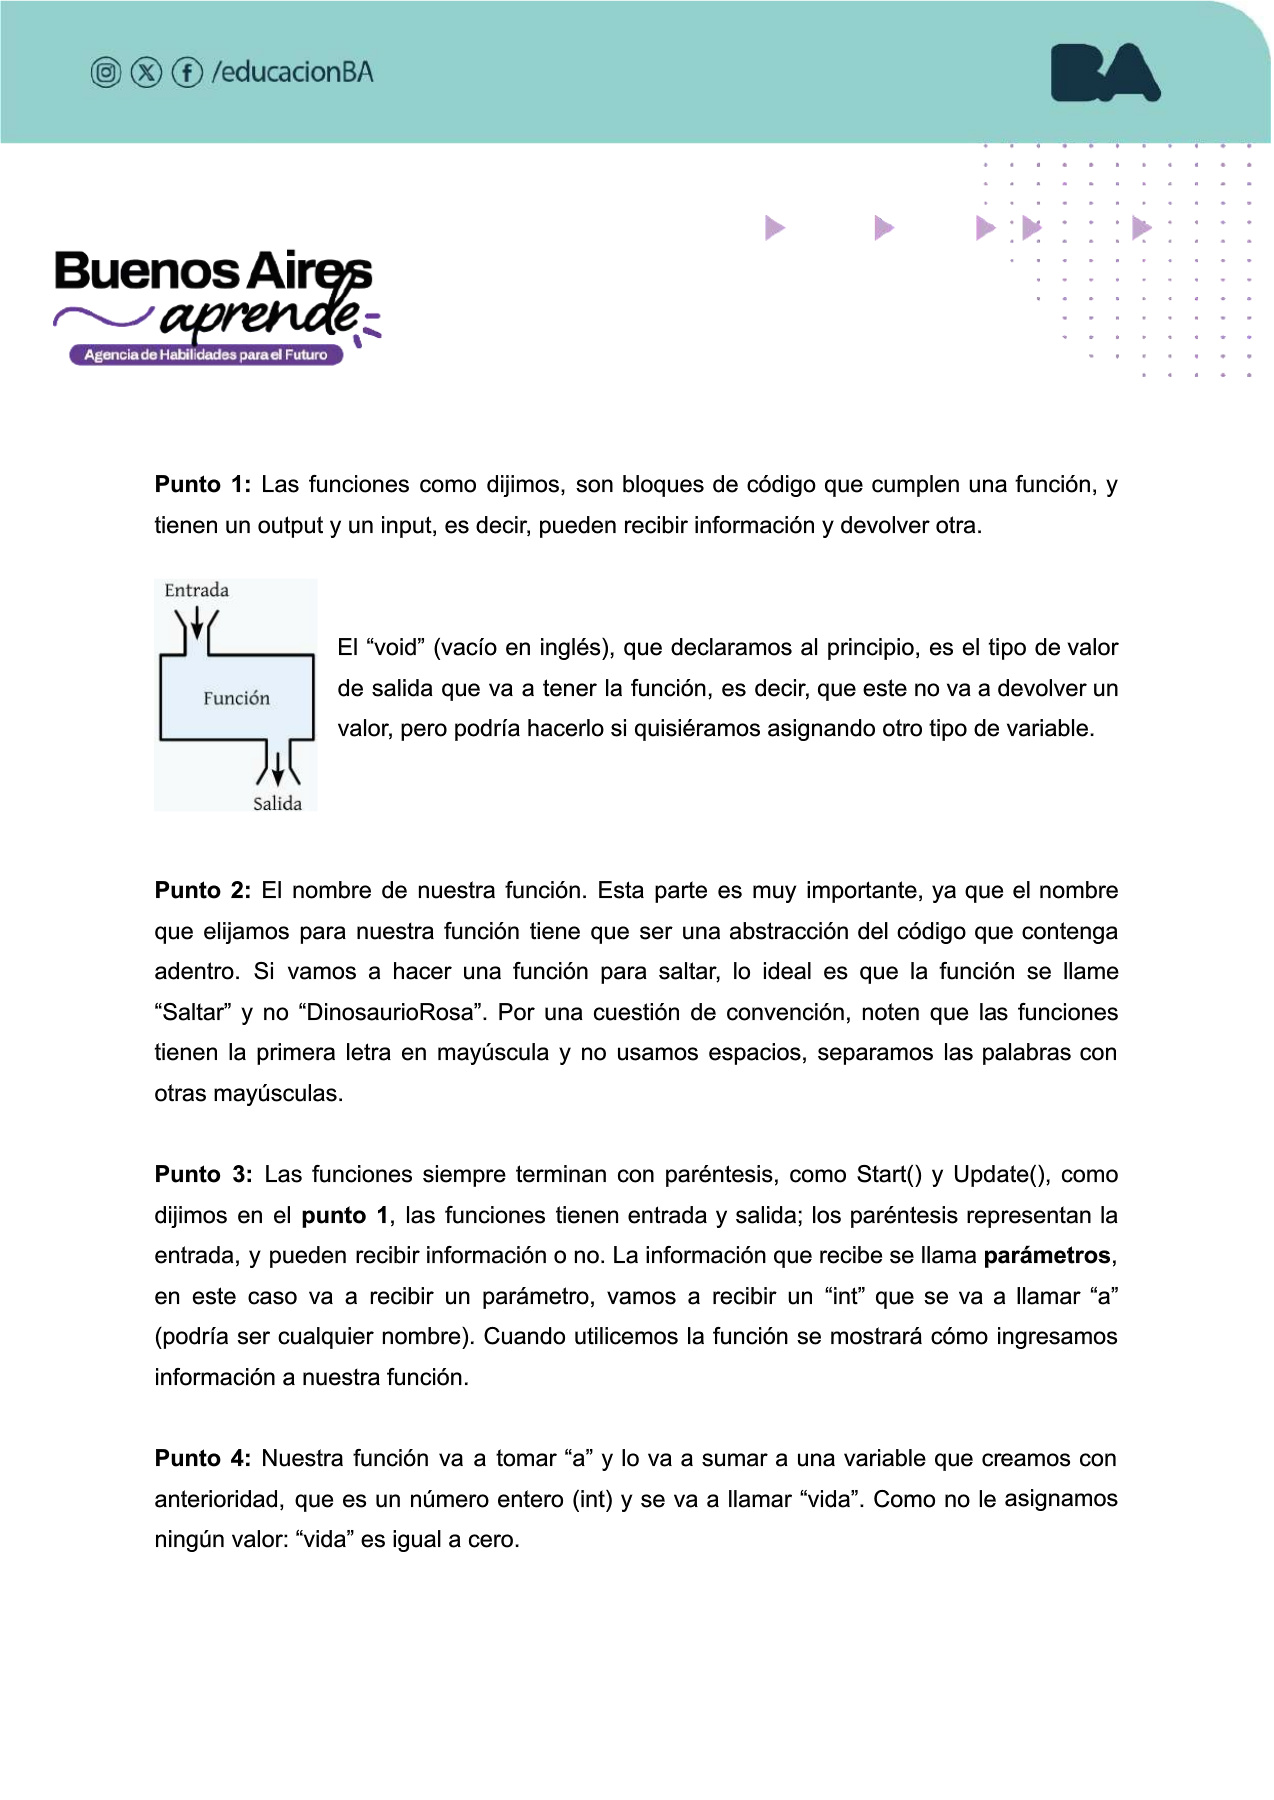 /educacionBA
BA
Buenos Aires
aprende
Agencia de Habilidades para el Futuro
Punto 1: Las funciones como dijimos, son bloques de código que cumplen una función, y
tienen un output y un input, es decir, pueden recibir información y devolver otra.
Entrada
Función
Salida
El “void” (vacío en inglés), que declaramos al principio, es el tipo de valor
de salida que va a tener la función, es decir, que este no va a devolver un
valor, pero podría hacerlo si quisiéramos asignando otro tipo de variable.
Punto 2: El nombre de nuestra función. Esta parte es muy importante, ya que el nombre
que elijamos para nuestra función tiene que ser una abstracción del código que contenga
adentro. Si vamos a hacer una función para saltar, lo ideal es que la función se llame
“Saltar” y no “DinosaurioRosa”. Por una cuestión de convención, noten que las funciones
tienen la primera letra en mayúscula y no usamos espacios, separamos las palabras con
otras mayúsculas.
Punto 3: Las funciones siempre terminan con paréntesis, como Start() y Update(), como
dijimos en el punto 1, las funciones tienen entrada y salida; los paréntesis representan la
entrada, y pueden recibir información o no. La información que recibe se llama parámetros,
en este caso va a recibir un parámetro, vamos a recibir un “int” que se va a llamar “a”
(podría ser cualquier nombre). Cuando utilicemos la función se mostrará cómo ingresamos
información a nuestra función.
Punto 4: Nuestra función va a tomar “a” y lo va a sumar a una variable que creamos con
anterioridad, que es un número entero (int) y se va a llamar “vida”. Como no le asignamos
ningún valor: “vida” es igual a cero.